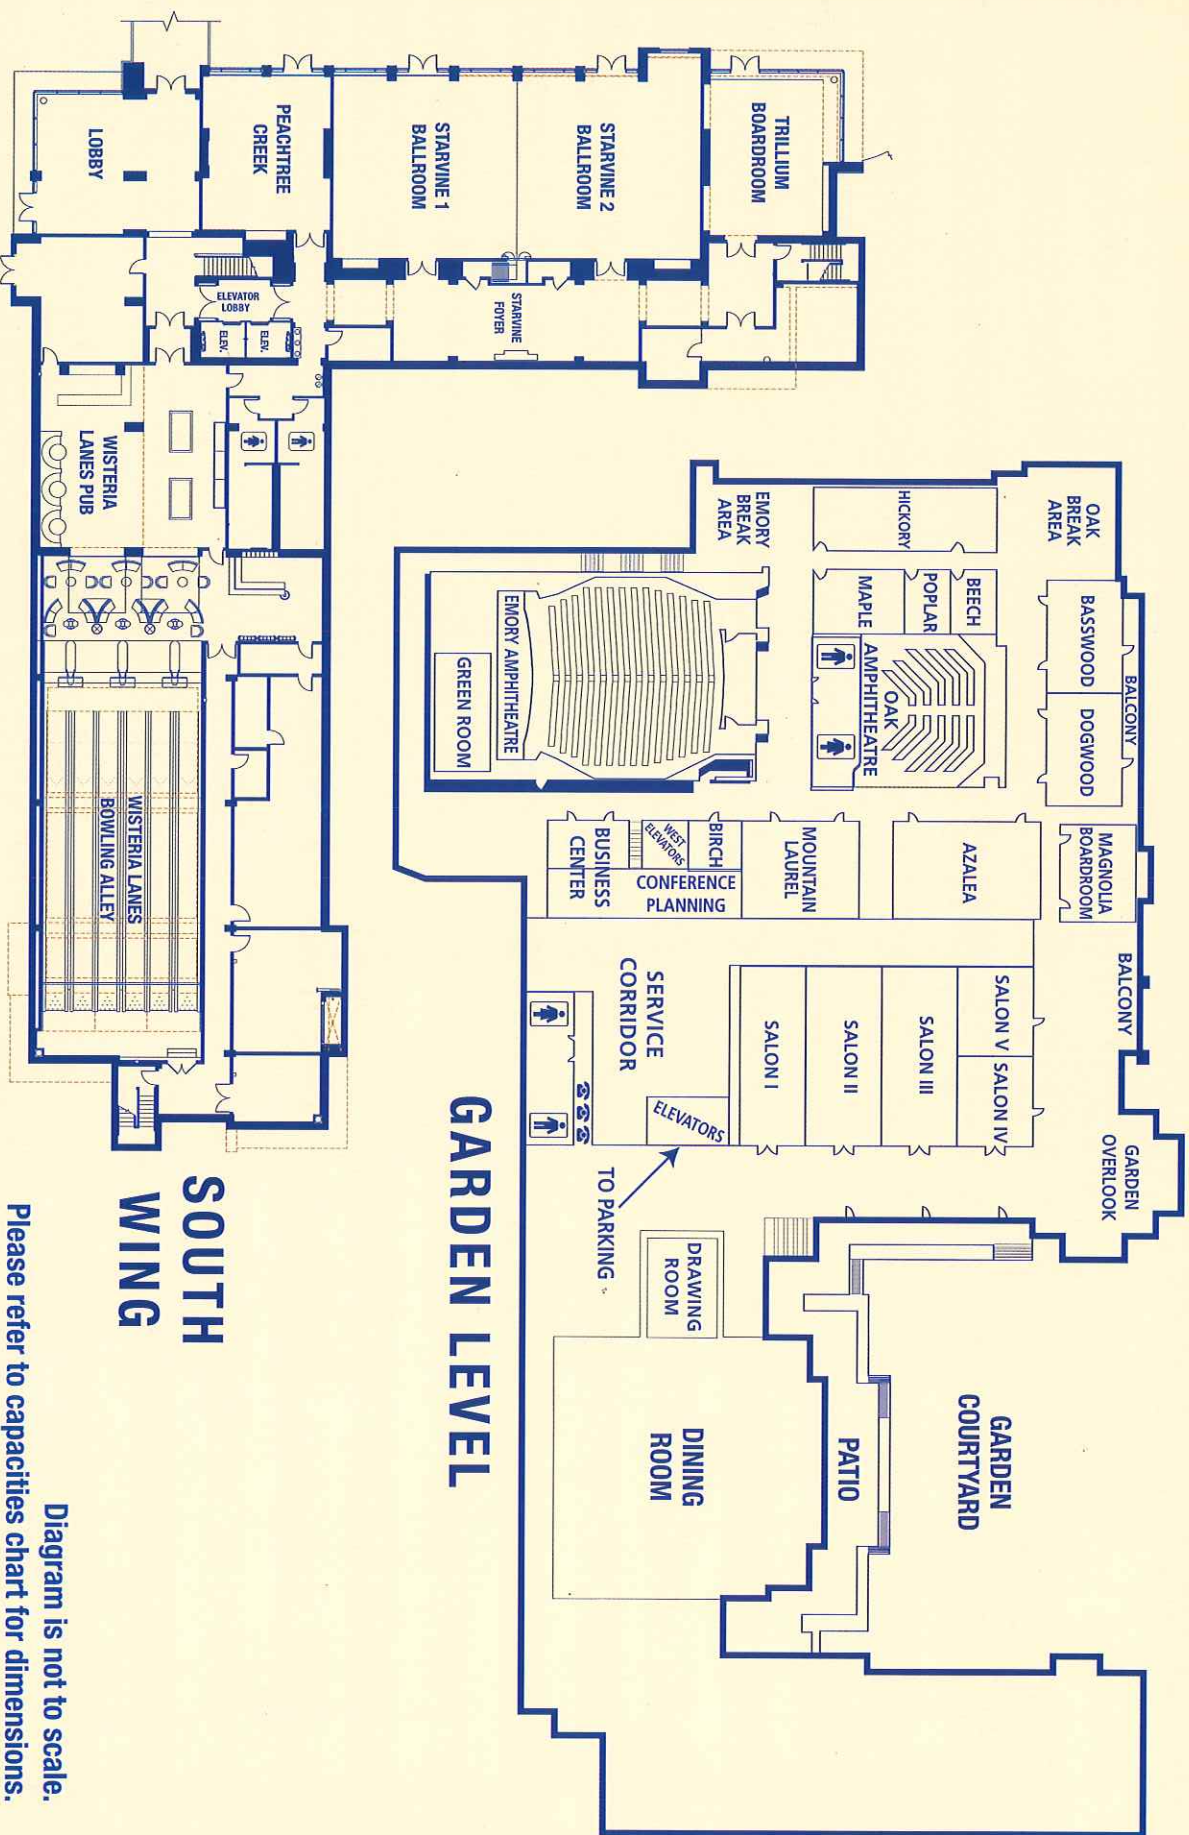 OAK
BREAK
AREA
BASSWOOD
BALCONY
DOGWOOD
MAGNOLIA
BOARDROOM
BALCONY
GARDEN
OVERLOOK
HICKORY
BEECH
POPLAR
MAPLE
OAK
AMPHITHEATRE
AZALEA
MOUNTAIN
LAUREL
SALON V
SALON IV
SALON III
SALON II
SALON I
GARDEN
COURTYARD
PATIO
EMORY
BREAK
AREA
EMORY AMPHITHEATRE
GREEN ROOM
BIRCH
WEST
ELEVATORS
CONFERENCE
PLANNING
BUSINESS
CENTER
SERVICE
CORRIDOR
ELEVATORS
TO PARKING
DRAWING
ROOM
DINING
ROOM
GARDEN LEVEL
TRILLIUM
BOARDROOM
STARVINE 2
BALLROOM
STARVINE 1
BALLROOM
STARVINE
FOYER
PEACHTREE
CREEK
ELEVATOR
LOBBY
ELEV.
ELEV.
LOBBY
WISTERIA
LANES PUB
WISTERIA LANES
BOWLING ALLEY
SOUTH
WING
Diagram is not to scale.
Please refer to capacities chart for dimensions.